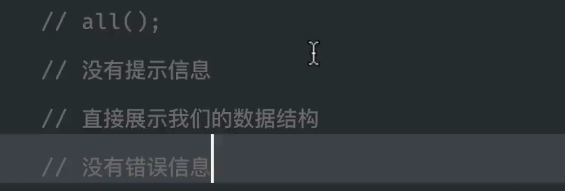 // all();
// 没有提示信息
// 直接展示我们的数据结构
// 没有错误信息